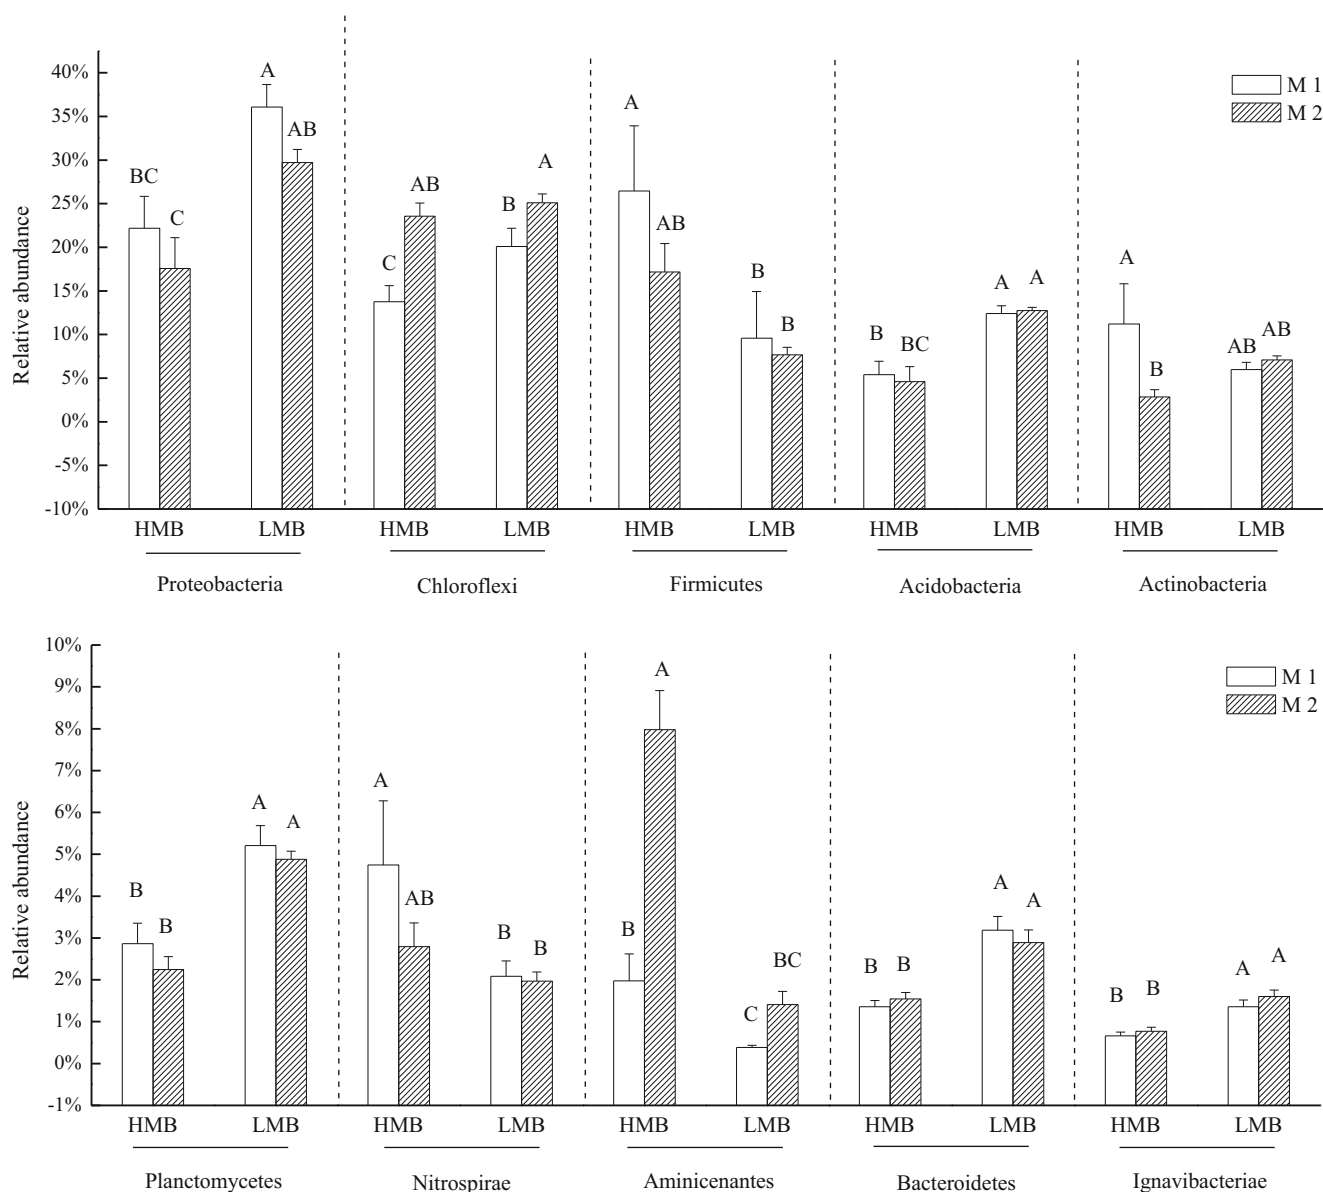 40%
35%
30%
25%
20%
15%
10%
5%
0%
-5%
-10%
Relative abundance
M 1
M 2
BC
C
A
AB
C
AB
B
A
A
AB
B
B
B
BC
A
A
A
B
AB
AB
HMB LMB HMB LMB HMB LMB HMB LMB HMB LMB
Proteobacteria Chloroflexi Firmicutes Acidobacteria Actinobacteria
10%
9%
8%
7%
6%
5%
4%
3%
2%
1%
0%
-1%
Relative abundance
M 1
M 2
B
B
A
A
A
AB
B
B
B
A
C
BC
B
B
A
A
B
B
A
A
HMB LMB HMB LMB HMB LMB HMB LMB HMB LMB
Planctomycetes Nitrospirae Aminicenantes Bacteroidetes Ignavibacteriae